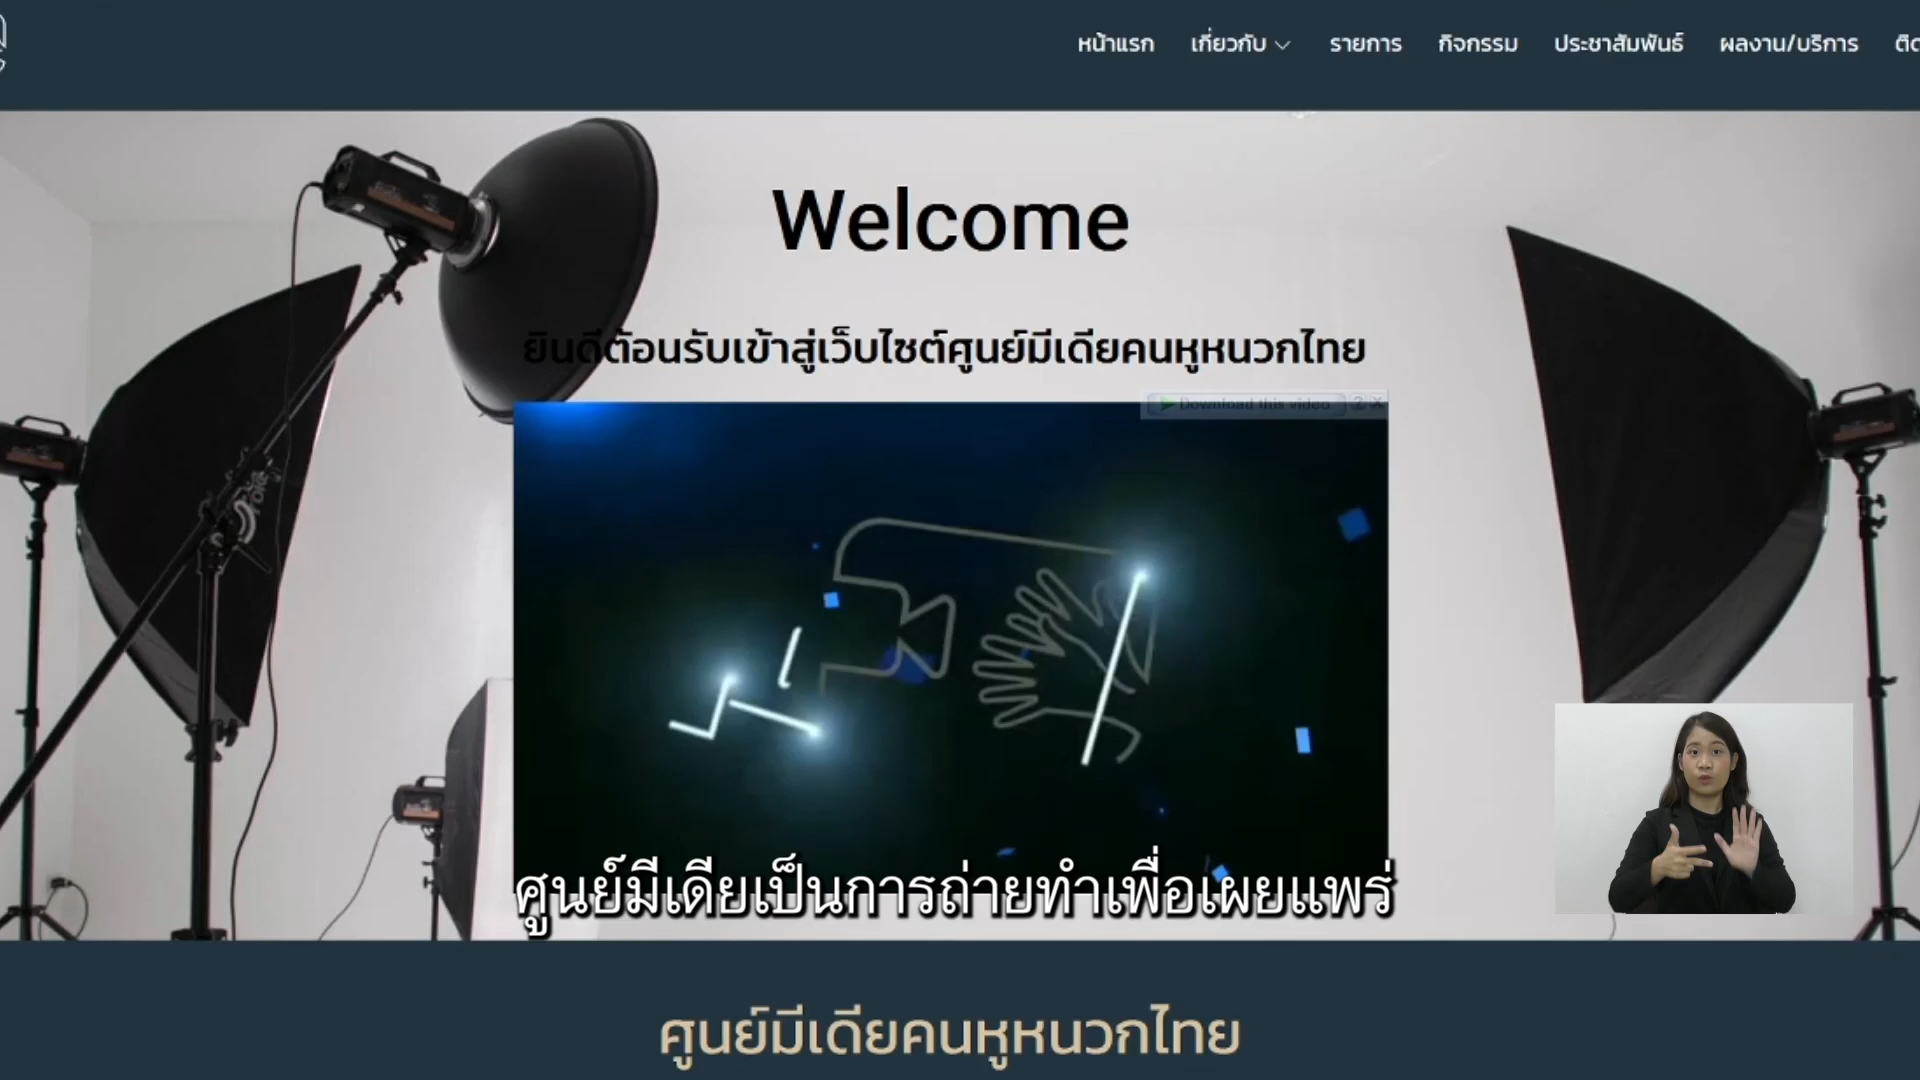 หน้าแรก เกี่ยวกับ รายการ กิจกรรม ประชาสัมพันธ์ ผลงาน/บริการ
Welcome
ยินดีต้อนรับเข้าสู่เว็บไซต์ศูนย์มีเดียคนหูหนวกไทย
Download this video ? X
ศูนย์มีเดียเป็นการถ่ายทำเพื่อเผยแพร่
ศูนย์มีเดียคนหูหนวกไทย